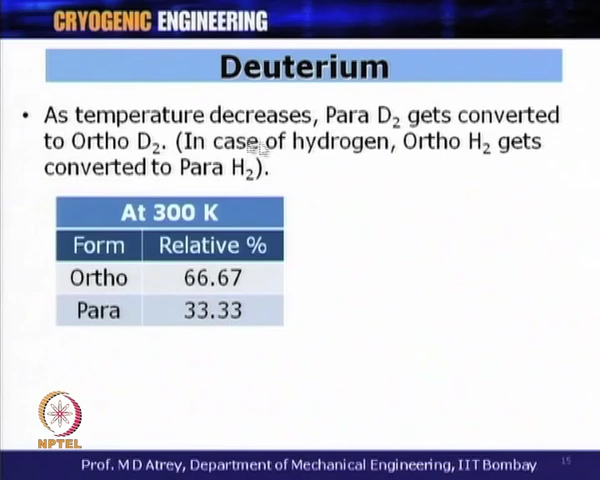 CRYOGENIC ENGINEERING
Deuterium
• As temperature decreases, Para D₂ gets converted
to Ortho D₂. (In case of hydrogen, Ortho H₂ gets
converted to Para H₂).
At 300 K
Form Relative %
Ortho 66.67
Para 33.33
NPTEL
Prof. M D Atrey, Department of Mechanical Engineering, IIT Bombay
15